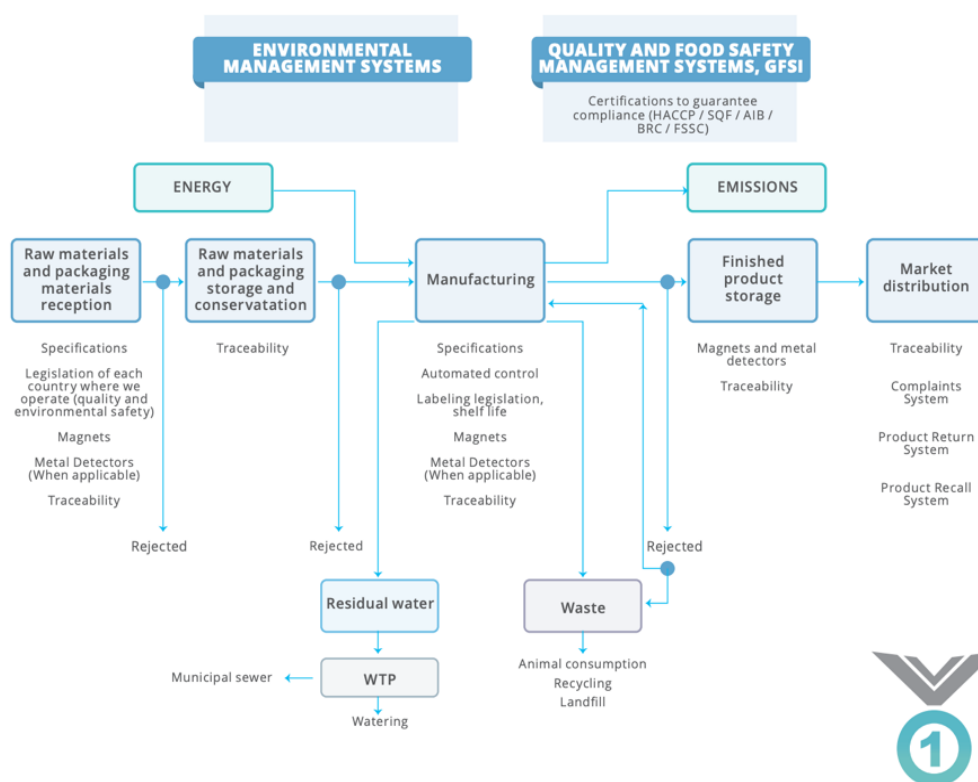 ENVIRONMENTAL
MANAGEMENT SYSTEMS
QUALITY AND FOOD SAFETY
MANAGEMENT SYSTEMS, GFSI
Certifications to guarantee
compliance (HACCP / SQF / AIB /
BRC / FSSC)
ENERGY
EMISSIONS
Raw materials
and packaging
materials
reception
Raw materials
and packaging
storage and
conservatation
Manufacturing
Finished
product
storage
Market
distribution
Specifications
Legislation of each
country where we
operate (quality and
environmental safety)
Magnets
Metal Detectors
(When applicable)
Traceability
Traceability
Specifications
Automated control
Labeling legislation,
shelf life
Magnets
Metal Detectors
(When applicable)
Traceability
Magnets and metal
detectors
Traceability
Traceability
Complaints
System
Product Return
System
Product Recall
System
Rejected
Rejected
Rejected
Residual water
Waste
WTP
Municipal sewer
Watering
Animal consumption
Recycling
Landfill
1